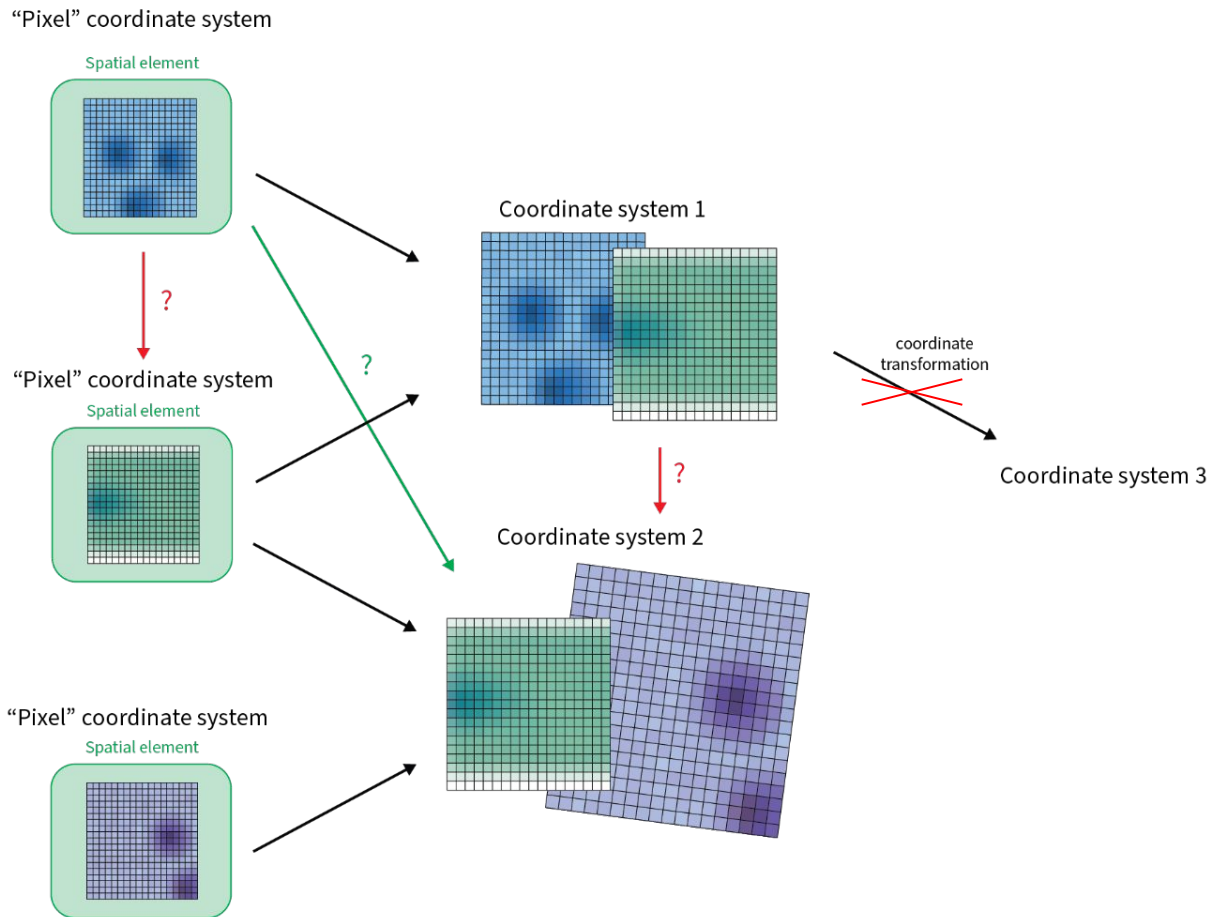 “Pixel” coordinate system
Spatial element
Coordinate system 1
?
coordinate
transformation
?
“Pixel” coordinate system
Spatial element
?
Coordinate system 3
Coordinate system 2
“Pixel” coordinate system
Spatial element